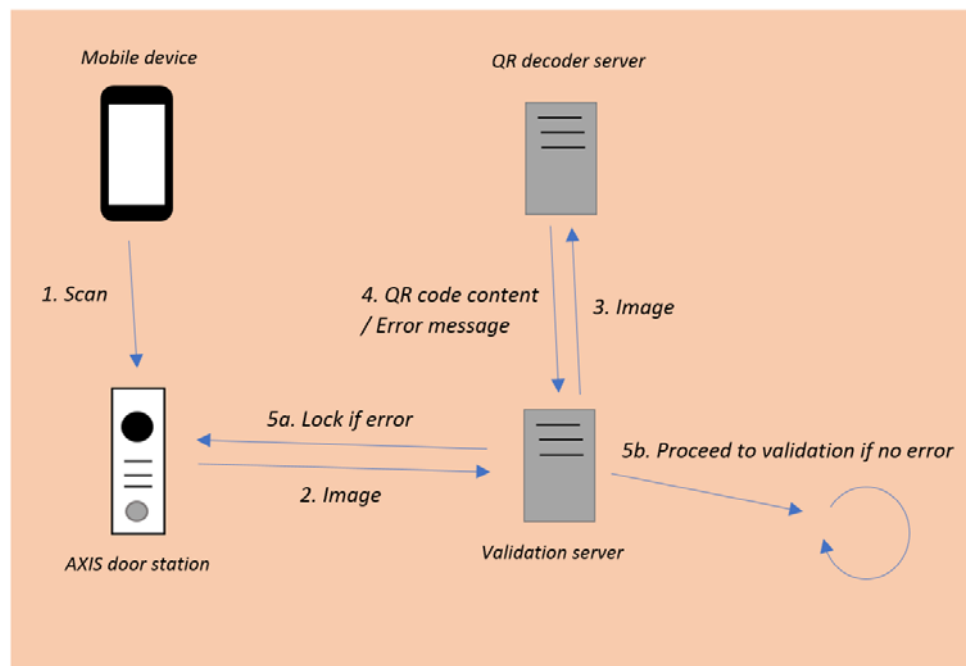 Mobile device
QR decoder server
1. Scan
4. QR code content
/ Error message
3. Image
5a. Lock if error
2. Image
5b. Proceed to validation if no error
AXIS door station
Validation server